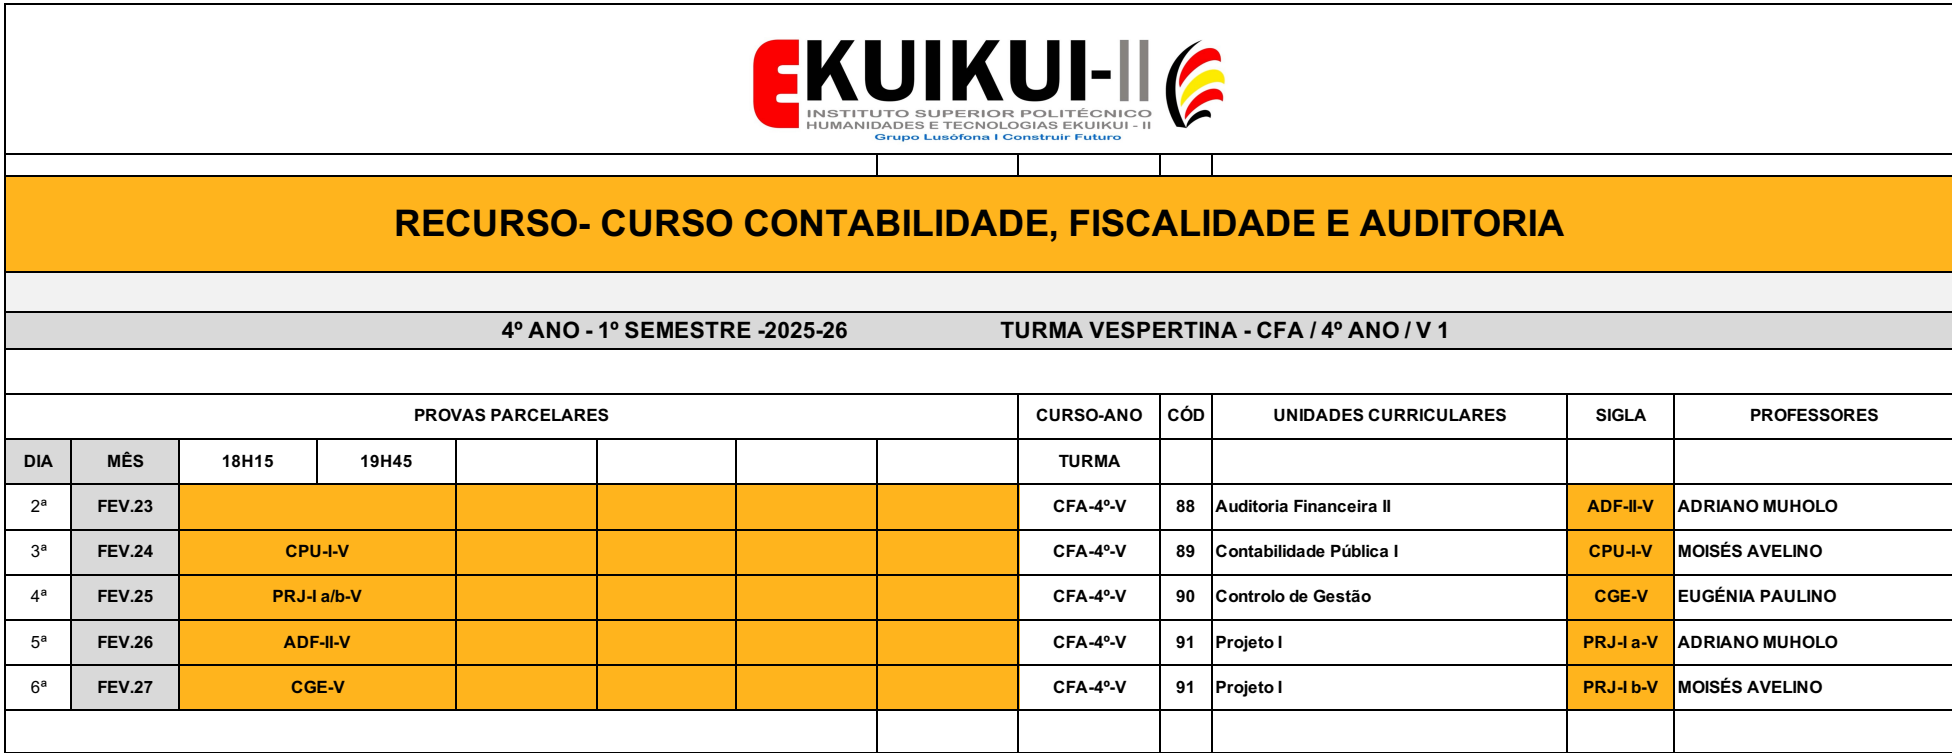 EKUIKUI-II
INSTITUTO SUPERIOR POLITÉCNICO
HUMANIDADES E TECNOLOGIAS EKUIKUI - II
Grupo Lusófona I Construir Futuro
RECURSO- CURSO CONTABILIDADE, FISCALIDADE E AUDITORIA
4º ANO - 1º SEMESTRE -2025-26 TURMA VESPERTINA - CFA / 4º ANO / V 1
PROVAS PARCELARES CURSO-ANO CÓD UNIDADES CURRICULARES SIGLA PROFESSORES
DIA MÊS 18H15 19H45 TURMA
2ª FEV.23 CFA-4º-V 88 Auditoria Financeira II ADF-II-V ADRIANO MUHOLO
3ª FEV.24 CPU-I-V CFA-4º-V 89 Contabilidade Pública I CPU-I-V MOISÉS AVELINO
4ª FEV.25 PRJ-I a/b-V CFA-4º-V 90 Controlo de Gestão CGE-V EUGÉNIA PAULINO
5ª FEV.26 ADF-II-V CFA-4º-V 91 Projeto I PRJ-I a-V ADRIANO MUHOLO
6ª FEV.27 CGE-V CFA-4º-V 91 Projeto I PRJ-I b-V MOISÉS AVELINO